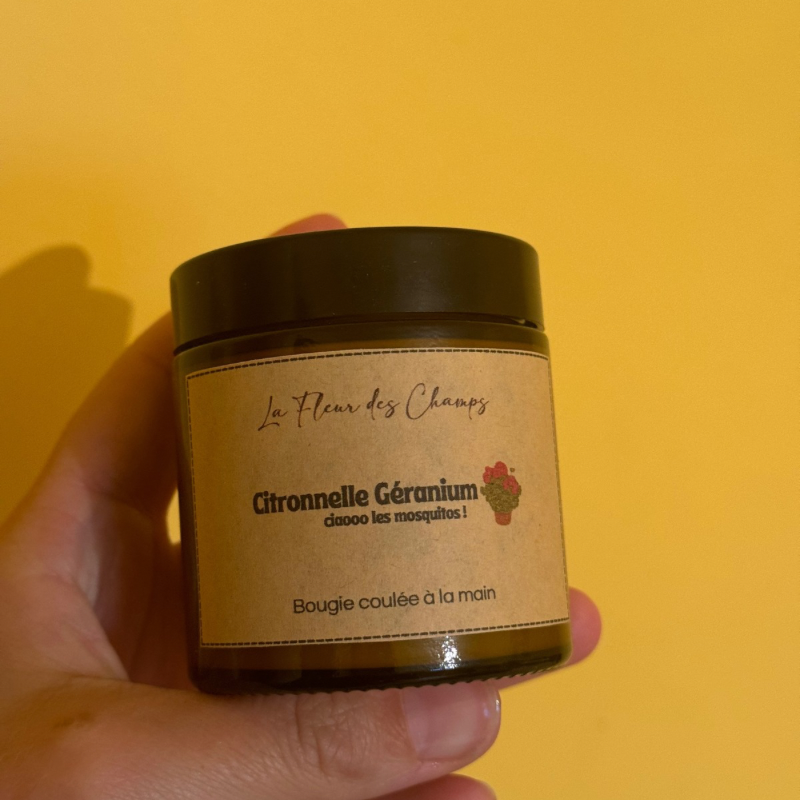 La Fleur des Champs
Citronnelle Géranium
ciaooo les mosquitos !
Bougie coulée à la main